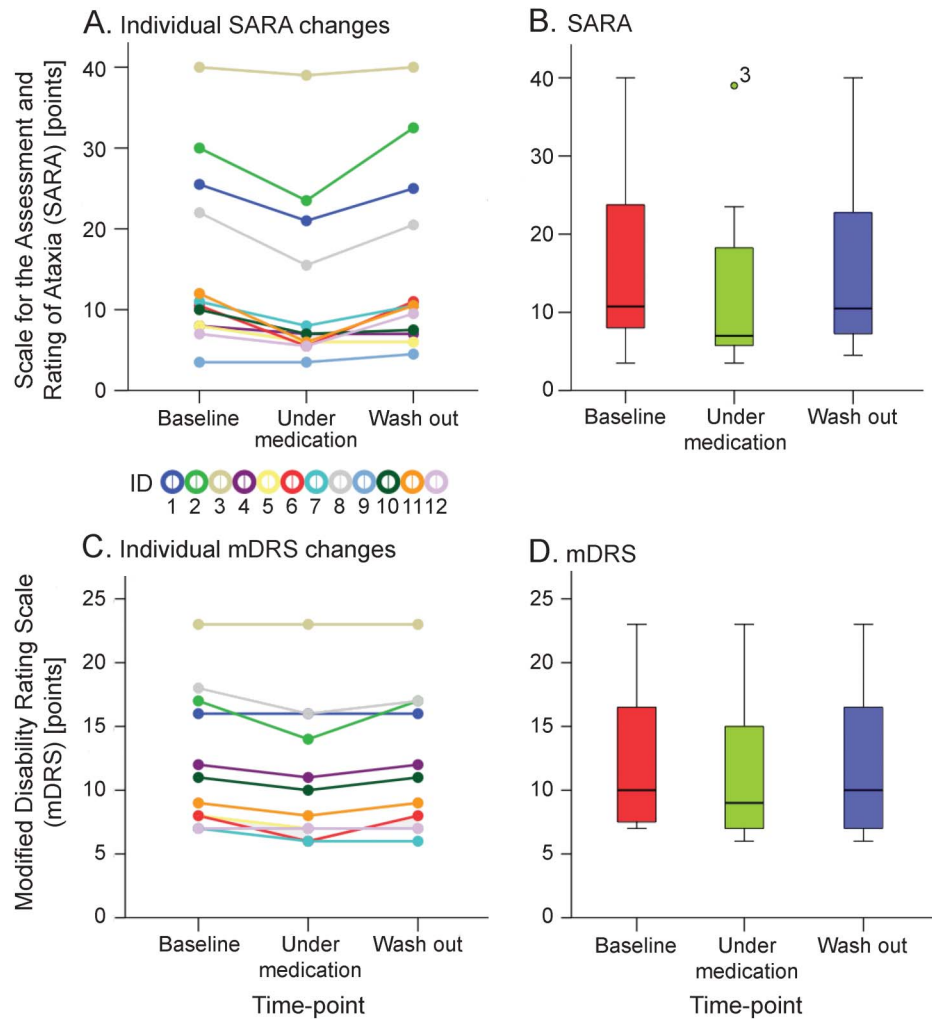 A. Individual SARA changes
Scale for the Assessment and
Rating of Ataxia (SARA) [points]
40
30
20
10
0
Baseline
Under
medication
Wash out
B. SARA
3
40
30
20
10
0
Baseline
Under
medication
Wash out
ID
1 2 3 4 5 6 7 8 9 10 11 12
C. Individual mDRS changes
Modified Disability Rating Scale
(mDRS) [points]
25
20
15
10
5
0
Baseline
Under
medication
Wash out
Time-point
D. mDRS
25
20
15
10
5
0
Baseline
Under
medication
Wash out
Time-point